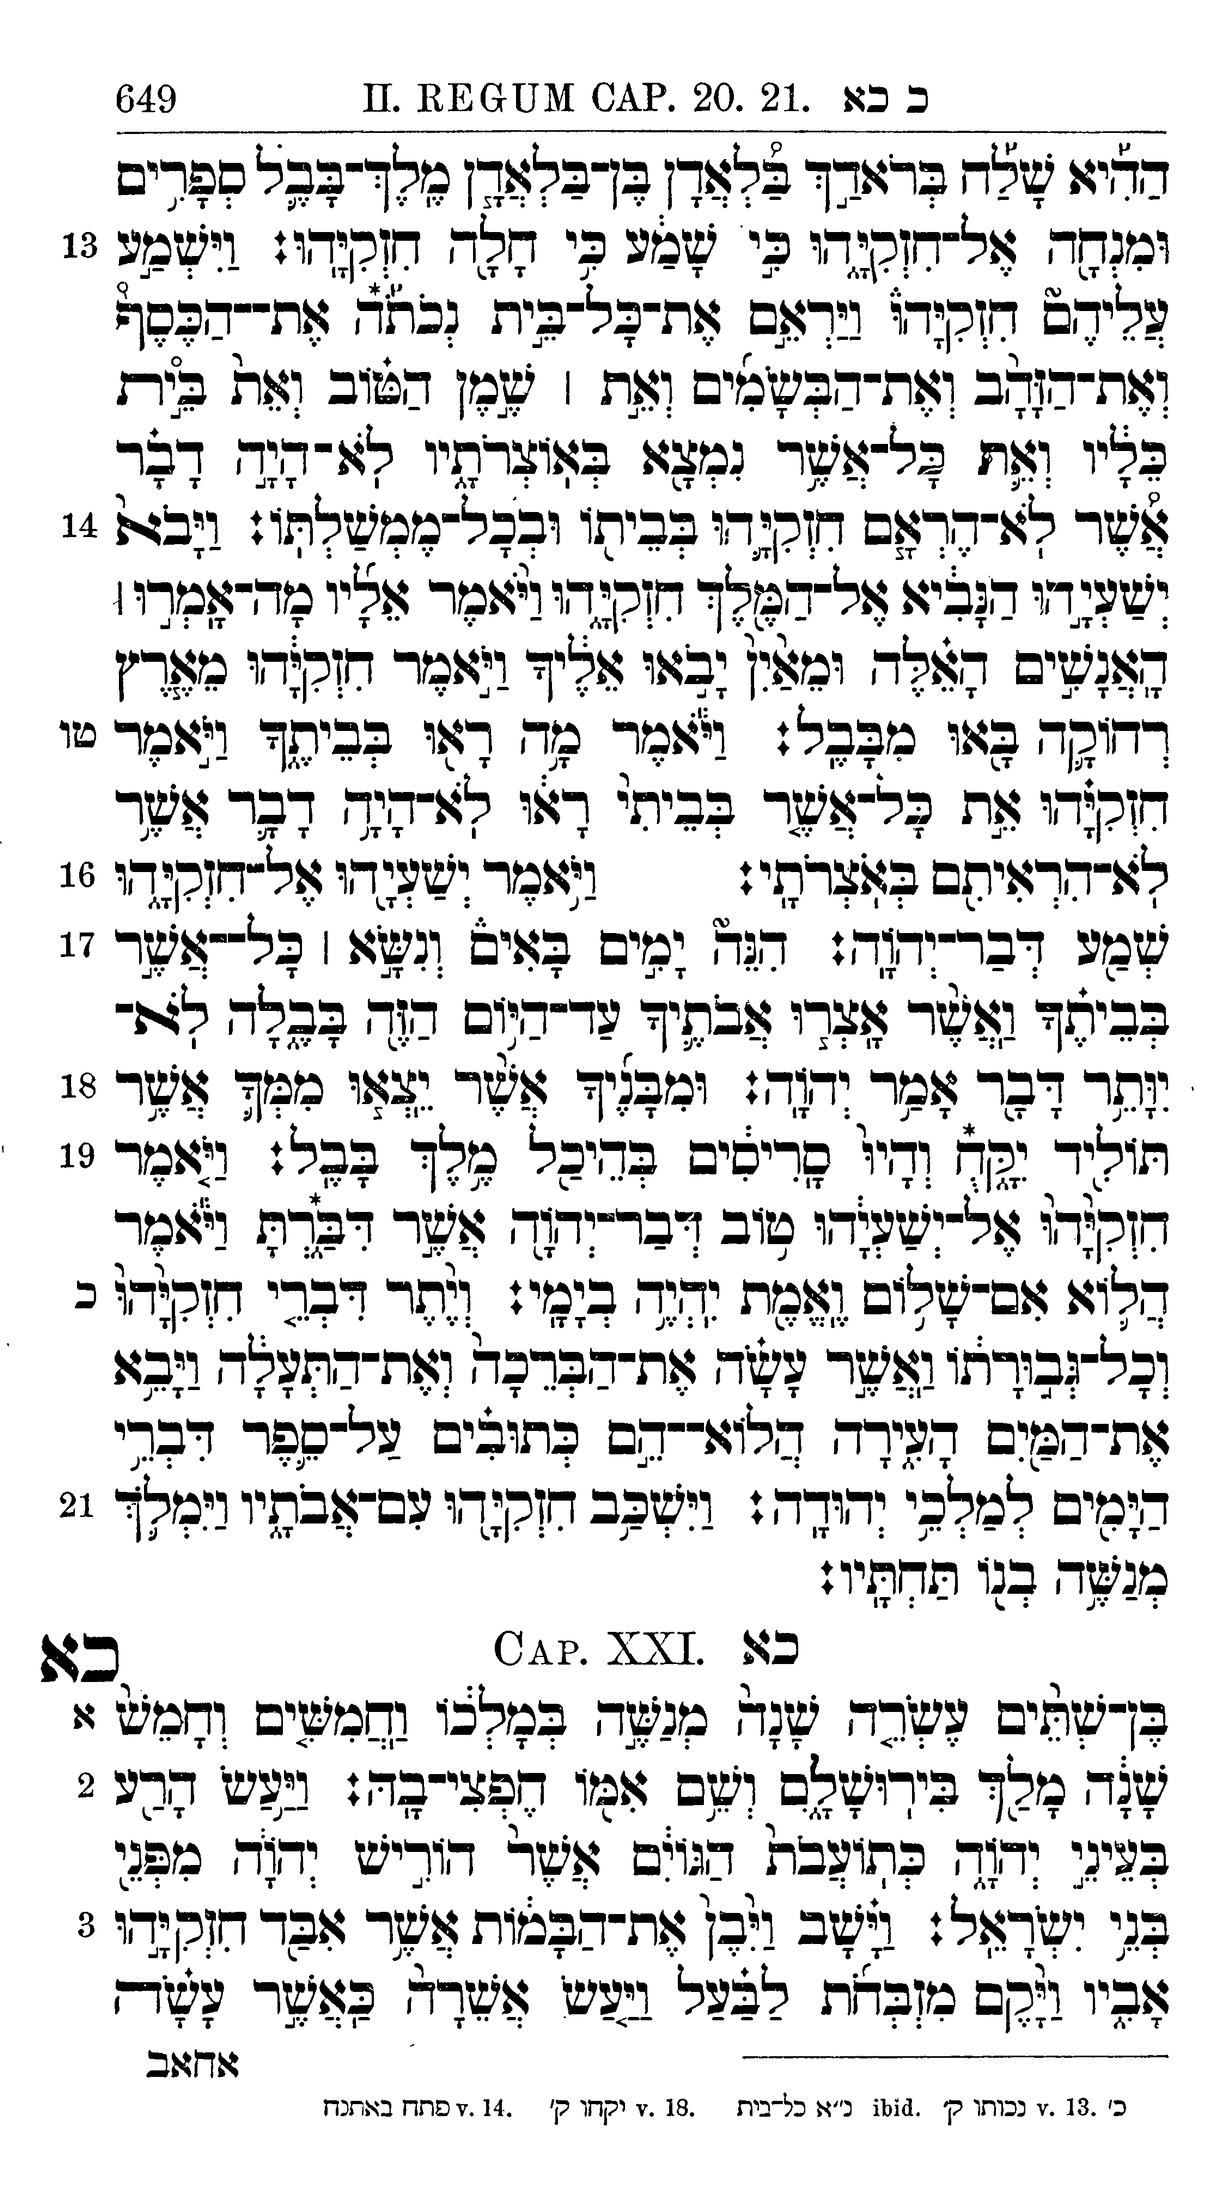 649 II. REGUM CAP. 20. 21. כ כא
הַהִ֡יא שָׁלַ֡ח בְּרֹאדַ֣ךְ בַּ֠לְאֲדָן בֶּן־בַּלְאֲדָ֧ן מֶֽלֶךְ־בָּבֶ֛ל סְפָרִ֥ים
13 וּמִנְחָ֖ה אֶל־חִזְקִיָּ֑הוּ כִּ֣י שָׁמַ֔ע כִּ֥י חָלָ֖ה חִזְקִיָּֽהוּ׃ וַיִּשְׁמַ֣ע
עֲלֵיהֶם֮ חִזְקִיָּהוּ֒ וַיַּרְאֵ֣ם אֶת־כָּל־בֵּ֣ית נְכֹתֹ֡ה אֶת־הַכֶּסֶף֩
וְאֶת־הַזָּהָ֨ב וְאֶת־הַבְּשָׂמִ֜ים וְאֵ֣ת ׀ שֶׁ֣מֶן הַטּ֗וֹב וְאֵת֙ בֵּ֣ית
כֵּלָ֔יו וְאֵ֛ת כָּל־אֲשֶׁ֥ר נִמְצָ֖א בְּאֽוֹצְרֹתָ֑יו לֹֽא־הָיָ֣ה דָבָ֗ר
14 אֲ֠שֶׁר לֹֽא־הֶרְאָ֧ם חִזְקִיָּ֛הוּ בְּבֵית֖וֹ וּבְכָל־מֶמְשַׁלְתּֽוֹ׃ וַיָּבֹא֙
יְשַׁעְיָ֣הוּ הַנָּבִ֔יא אֶל־הַמֶּ֖לֶךְ חִזְקִיָּ֑הוּ וַיֹּ֨אמֶר אֵלָ֜יו מָה־אָֽמְר֣וּ ׀
הָאֲנָשִׁ֣ים הָאֵ֗לֶּה וּמֵאַ֙יִן֙ יָבֹ֣אוּ אֵלֶ֔יךָ וַיֹּ֣אמֶר חִזְקִיָּ֔הוּ מֵאֶ֧רֶץ
טו רְחוֹקָ֛ה בָּ֖אוּ מִבָּבֶֽל׃ וַיֹּ֕אמֶר מָ֥ה רָא֖וּ בְּבֵיתֶ֑ךָ וַיֹּ֣אמֶר
חִזְקִיָּ֗הוּ אֵ֣ת כָּל־אֲשֶׁ֤ר בְּבֵיתִי֙ רָא֔וּ לֹֽא־הָיָ֥ה דָבָ֛ר אֲשֶׁ֥ר
16 לֹֽא־הִרְאִיתִ֖ם בְּאֹֽצְרֹתָֽי׃ וַיֹּ֥אמֶר יְשַׁעְיָ֖הוּ אֶל־חִזְקִיָּ֑הוּ
17 שְׁמַ֖ע דְּבַר־יְהוָֹֽה׃ הִנֵּה֮ יָמִ֣ים בָּאִים֒ וְנִשָּׂ֣א ׀ כָּל־אֲשֶׁ֣ר
בְּבֵיתֶ֗ךָ וַאֲשֶׁ֨ר אָצְר֧וּ אֲבֹתֶ֛יךָ עַד־הַיּ֥וֹם הַזֶּ֖ה בָּבֶ֑לָה לֹֽא־
18 יִוָּתֵ֥ר דָּבָ֖ר אָמַ֥ר יְהוָֹֽה׃ וּמִבָּנֶ֜יךָ אֲשֶׁ֨ר יֵצְא֧וּ מִמְּךָ֛ אֲשֶׁ֥ר
19 תּוֹלִ֖יד יִקָּ֑חְ וְהָיוּ֙ סָֽרִיסִ֔ים בְּהֵיכַ֖ל מֶ֥לֶךְ בָּבֶֽל׃ וַיֹּ֤אמֶר
חִזְקִיָּ֙הוּ֙ אֶֽל־יְשַׁעְיָ֔הוּ ט֥וֹב דְּבַר־יְהוָֹ֖ה אֲשֶׁ֣ר דִּבַּ֑רְתָּ וַיֹּ֕אמֶר
כ הֲל֛וֹא אִם־שָׁל֥וֹם וֶאֱמֶ֖ת יִֽהְיֶ֥ה בְיָמָֽי׃ וְיֶ֨תֶר דִּבְרֵ֤י חִזְקִיָּ֙הוּ֙
וְכָל־גְּב֣וּרָת֔וֹ וַֽאֲשֶׁ֣ר עָשָׂ֗ה אֶת־הַבְּרֵכָה֙ וְאֶת־הַתְּעָלָ֔ה וַיָּבֵ֥א
אֶת־הַמַּ֖יִם הָעִ֑ירָה הֲלוֹא־הֵ֣ם כְּתוּבִ֗ים עַל־סֵ֛פֶר דִּבְרֵ֥י
21 הַיָּמִ֖ים לְמַלְכֵ֥י יְהוּדָֽה׃ וַיִּשְׁכַּ֥ב חִזְקִיָּ֖הוּ עִם־אֲבֹתָ֑יו וַיִּמְלֹ֛ךְ
מְנַשֶּׁ֥ה בְנ֖וֹ תַּחְתָּֽיו׃
כא CAP. XXI. כא
א בֶּן־שְׁתֵּ֨ים עֶשְׂרֵ֤ה שָׁנָה֙ מְנַשֶּׁ֣ה בְמָלְכ֔וֹ וַֽחֲמִשִּׁ֤ים וְחָמֵשׁ֙
2 שָׁנָ֔ה מָלַ֖ךְ בִּירֽוּשָׁלָ֑͏ִם וְשֵׁ֥ם אִמּ֖וֹ חֶפְצִי־בָֽהּ׃ וַיַּ֥עַשׂ הָרַ֖ע
בְּעֵינֵ֣י יְהוָֹ֑ה כְּתֽוֹעֲבֹת֙ הַגּוֹיִ֔ם אֲשֶׁר֙ הוֹרִ֣ישׁ יְהוָֹ֔ה מִפְּנֵ֖י
3 בְּנֵ֥י יִשְׂרָאֵֽל׃ וַיָּ֗שָׁב וַיִּ֙בֶן֙ אֶת־הַבָּמ֔וֹת אֲשֶׁ֥ר אִבַּ֖ד חִזְקִיָּ֣הוּ
אָבִ֑יו וַיָּ֨קֶם מִזְבְּחֹ֜ת לַבַּ֗עַל וַיַּ֤עַשׂ אֲשֵׁרָה֙ כַּֽאֲשֶׁ֣ר עָשָׂ֗ה
אחאב
כ׳ v. 13. נכותו ק׳ ibid. נ״א כל־בית v. 18. יקחו ק׳ v. 14. פתח באתנח